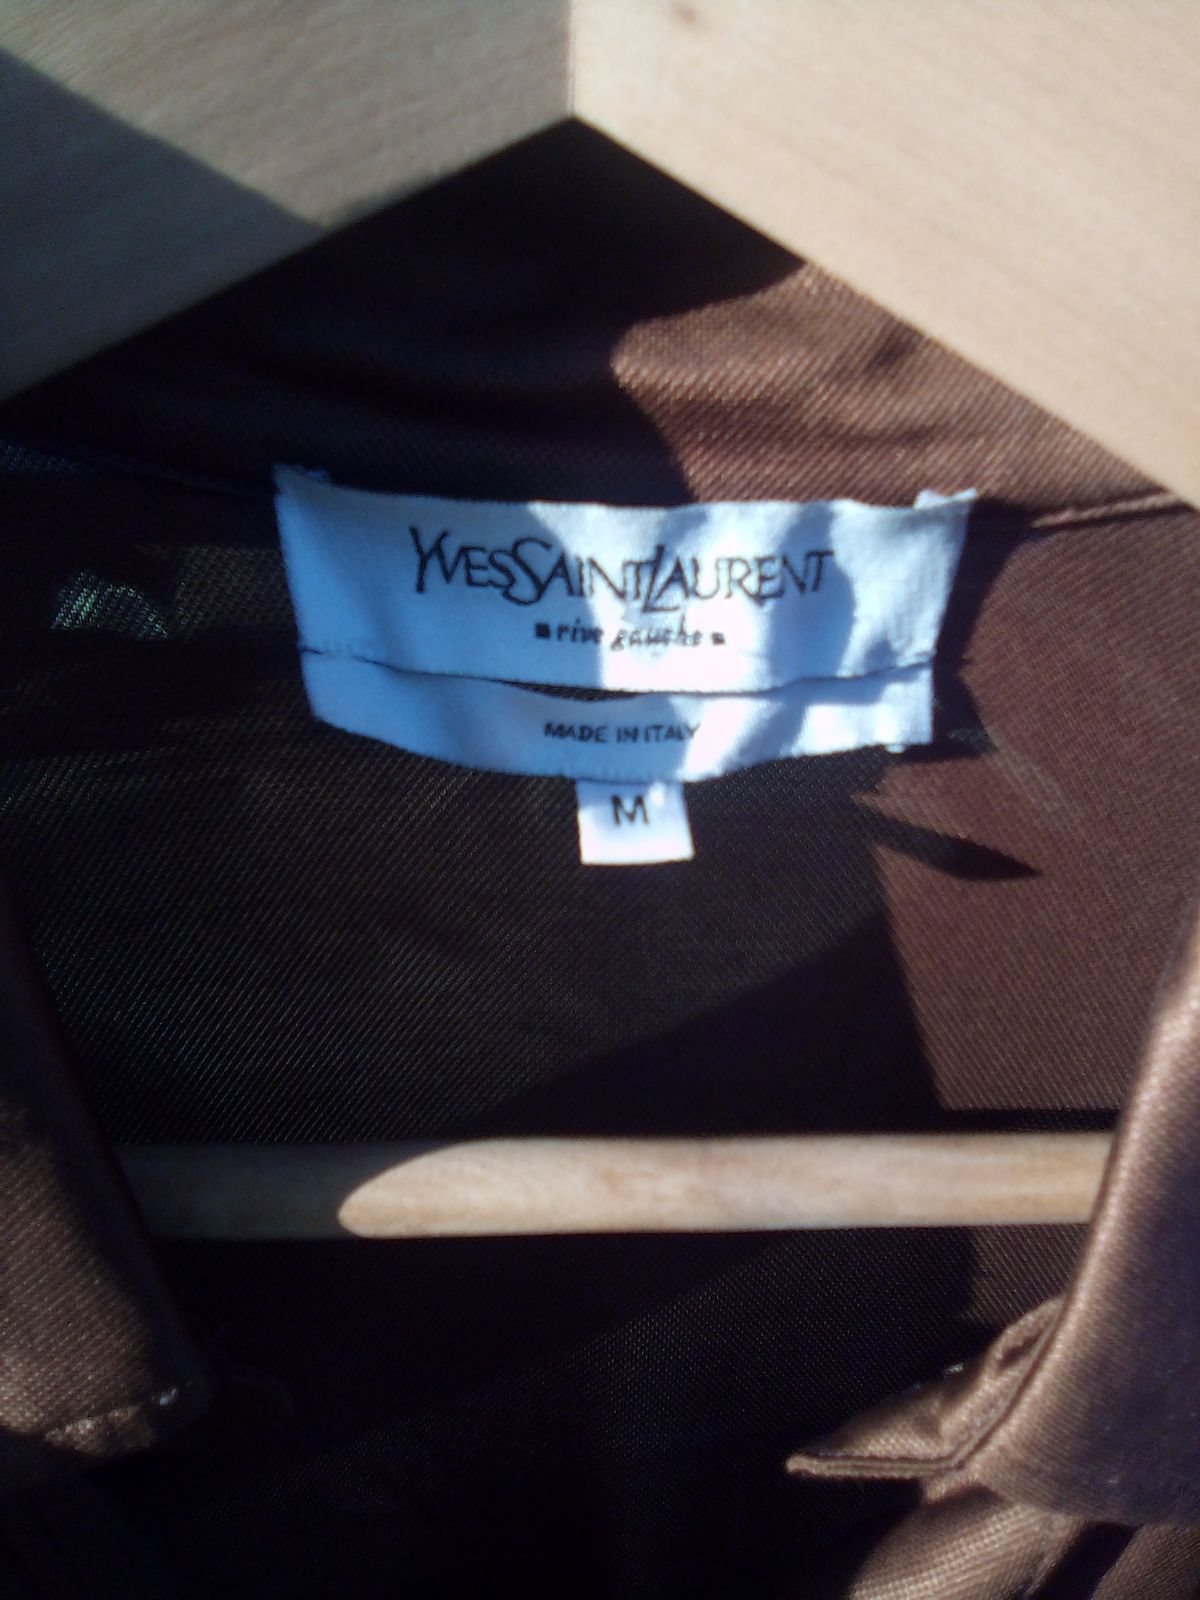 YVESSAINTLAURENT
rive gauche
MADE IN ITALY
M